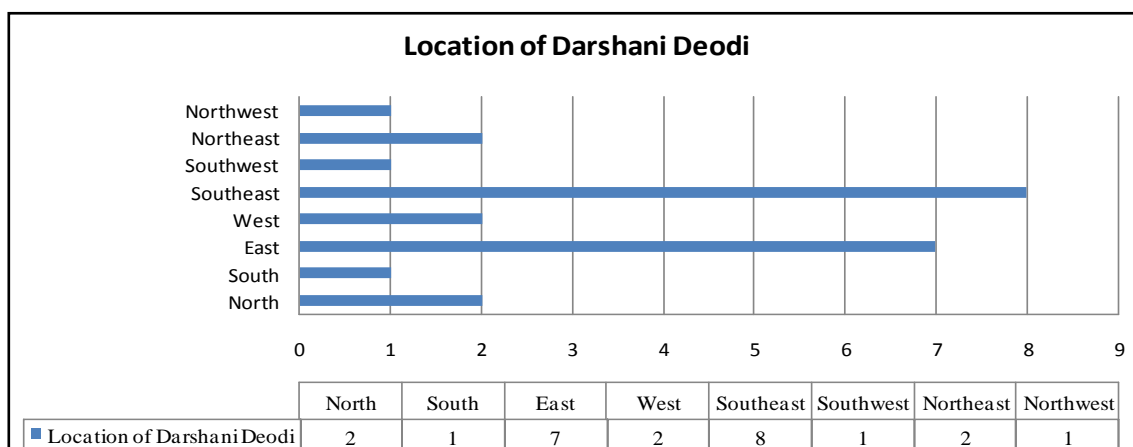 Location of Darshani Deodi
Northwest
Northeast
Southwest
Southeast
West
East
South
North
0 1 2 3 4 5 6 7 8 9
North South East West Southeast Southwest Northeast Northwest
Location of Darshani Deodi 2 1 7 2 8 1 2 1